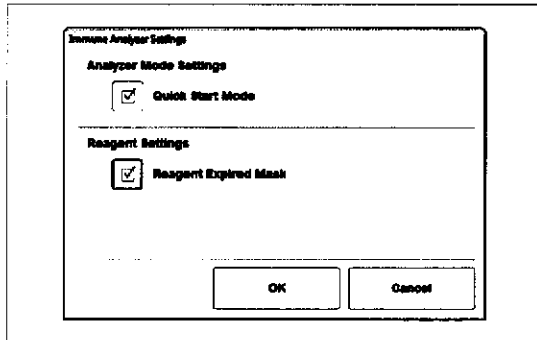 Immune Analyzer Settings
Analyzer Mode Settings
Quick Start Mode
Reagent Settings
Reagent Expired Mask
OK Cancel